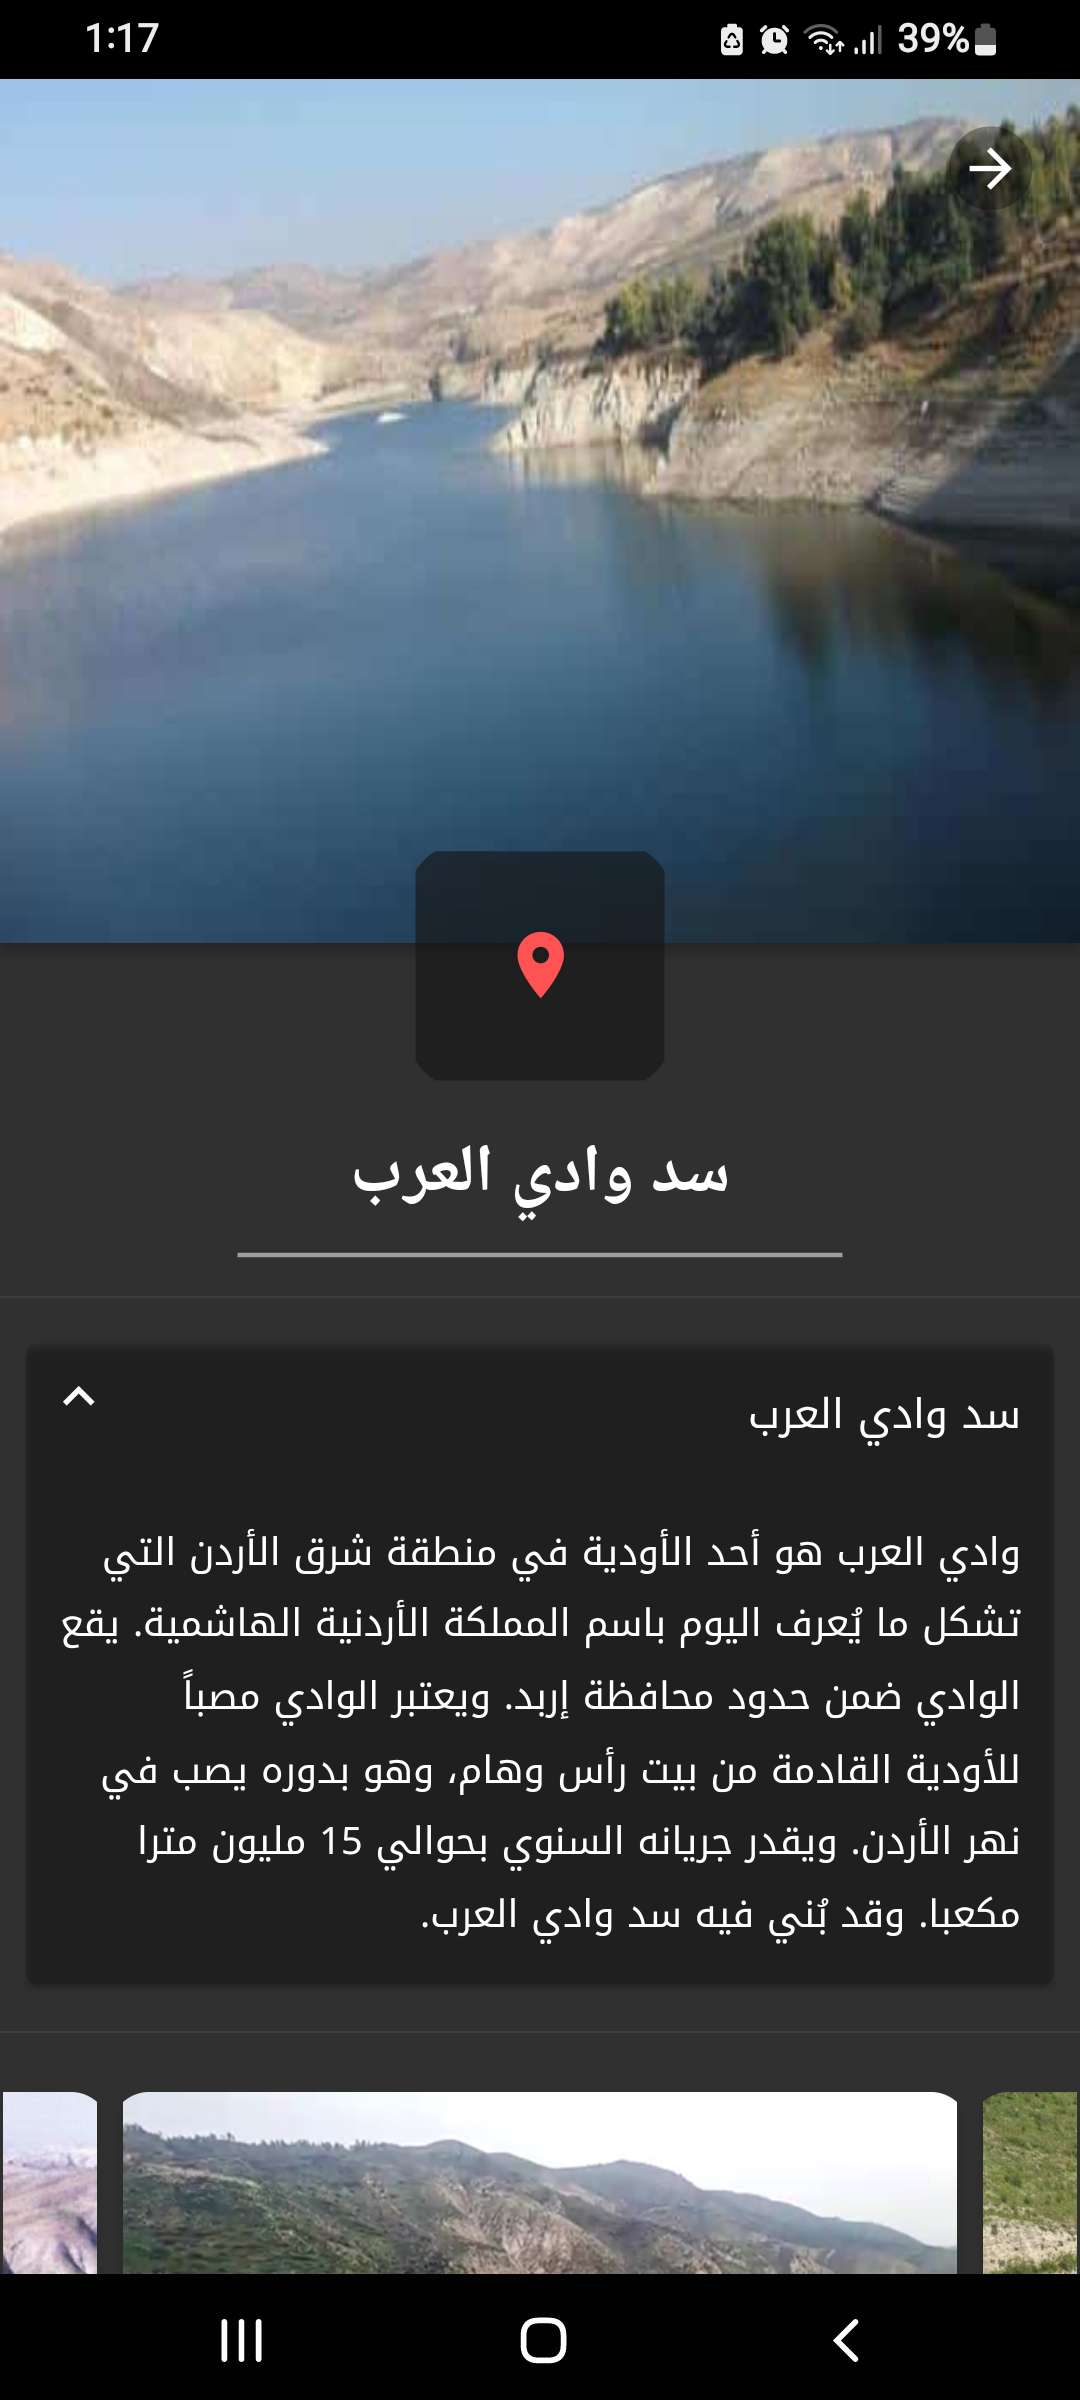 1:17
39%
سد وادي العرب
سد وادي العرب
وادي العرب هو أحد الأودية في منطقة شرق الأردن التي
تشكل ما يُعرف اليوم باسم المملكة الأردنية الهاشمية. يقع
الوادي ضمن حدود محافظة إربد. ويعتبر الوادي مصباً
للأودية القادمة من بيت رأس وهام، وهو بدوره يصب في
نهر الأردن. ويقدر جريانه السنوي بحوالي 15 مليون مترا
مكعبا. وقد بُني فيه سد وادي العرب.